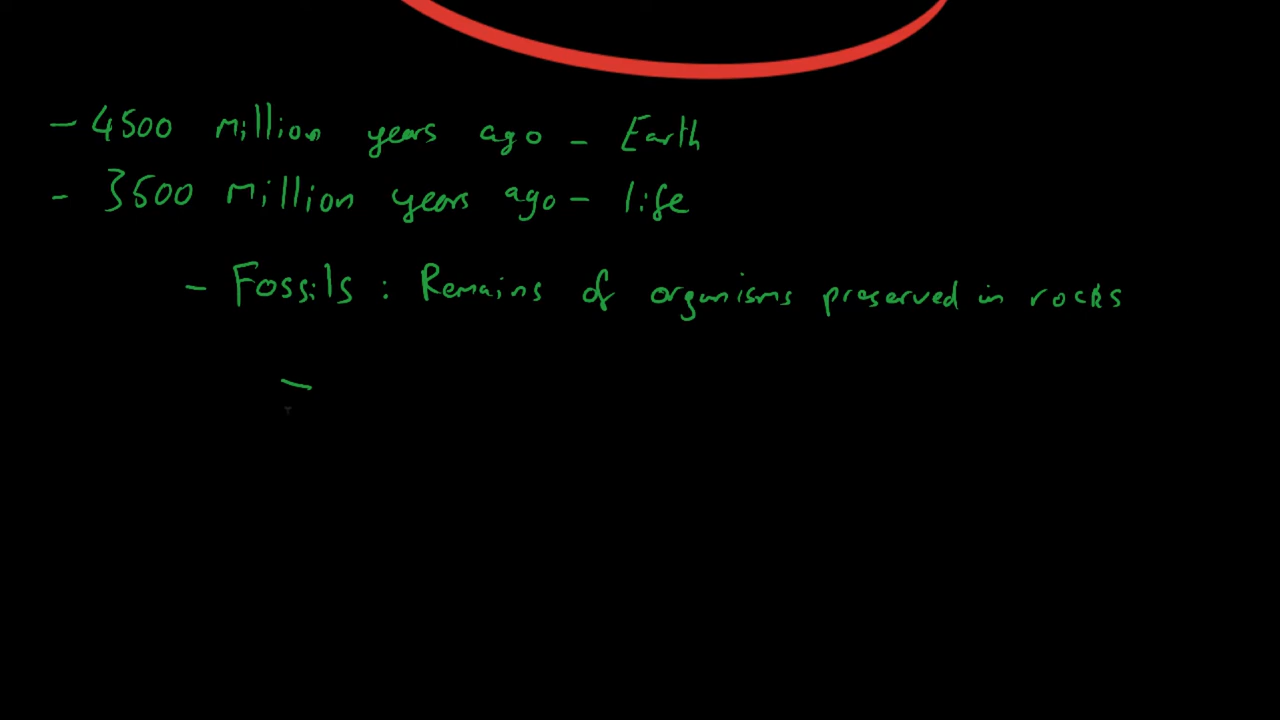 - 4500 million years ago - Earth
- 3500 Million years ago - life
- Fossils : Remains of organisms preserved in rocks
-